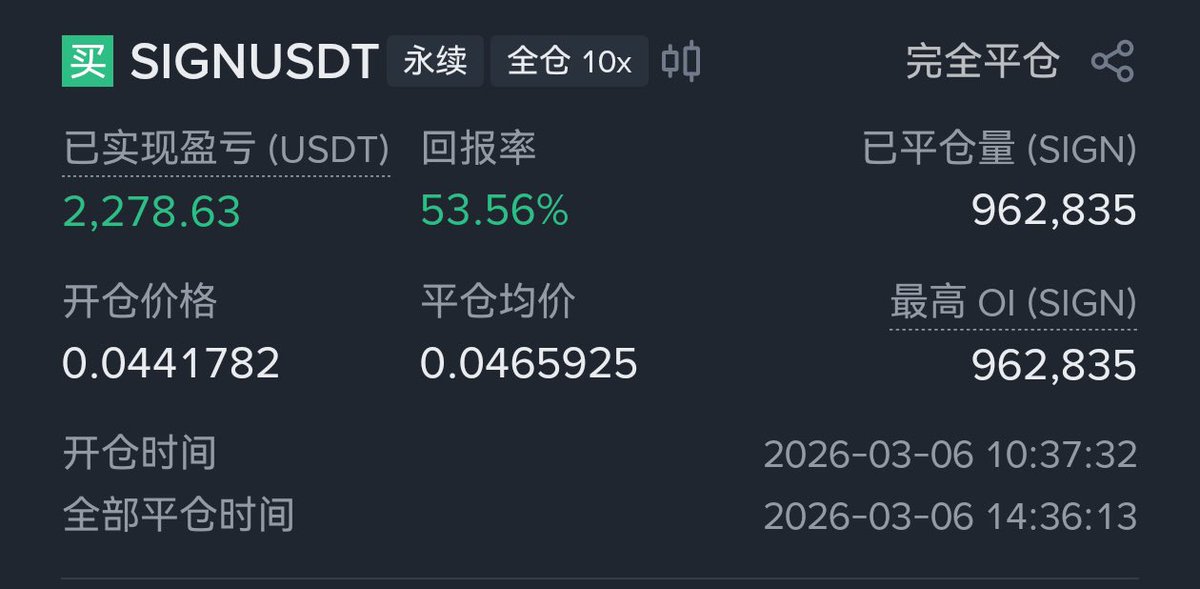 买 SIGNUSDT 永续 全仓 10x 完全平仓
已实现盈亏 (USDT) 回报率 已平仓量 (SIGN)
2,278.63 53.56% 962,835
开仓价格 平仓均价 最高 OI (SIGN)
0.0441782 0.0465925 962,835
开仓时间 2026-03-06 10:37:32
全部平仓时间 2026-03-06 14:36:13